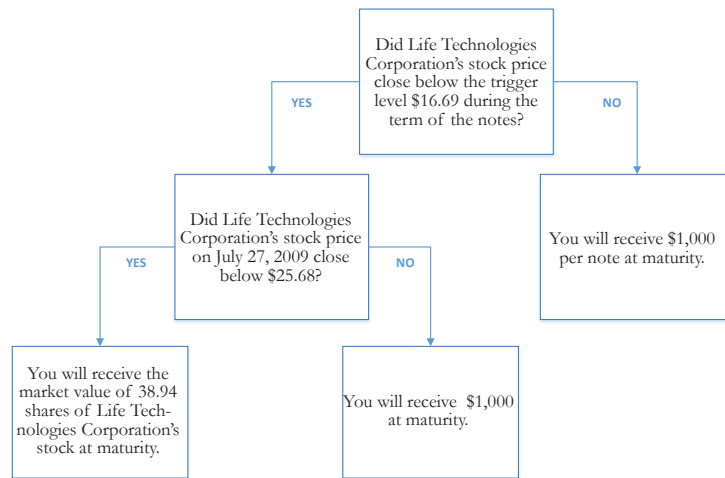 Did Life Technologies
Corporation's stock price
close below the trigger
level $16.69 during the
term of the notes?
YES
NO
Did Life Technologies
Corporation's stock price
on July 27, 2009 close
below $25.68?
You will receive $1,000
per note at maturity.
YES
NO
You will receive the
market value of 38.94
shares of Life Tech-
nologies Corporation's
stock at maturity.
You will receive $1,000
at maturity.